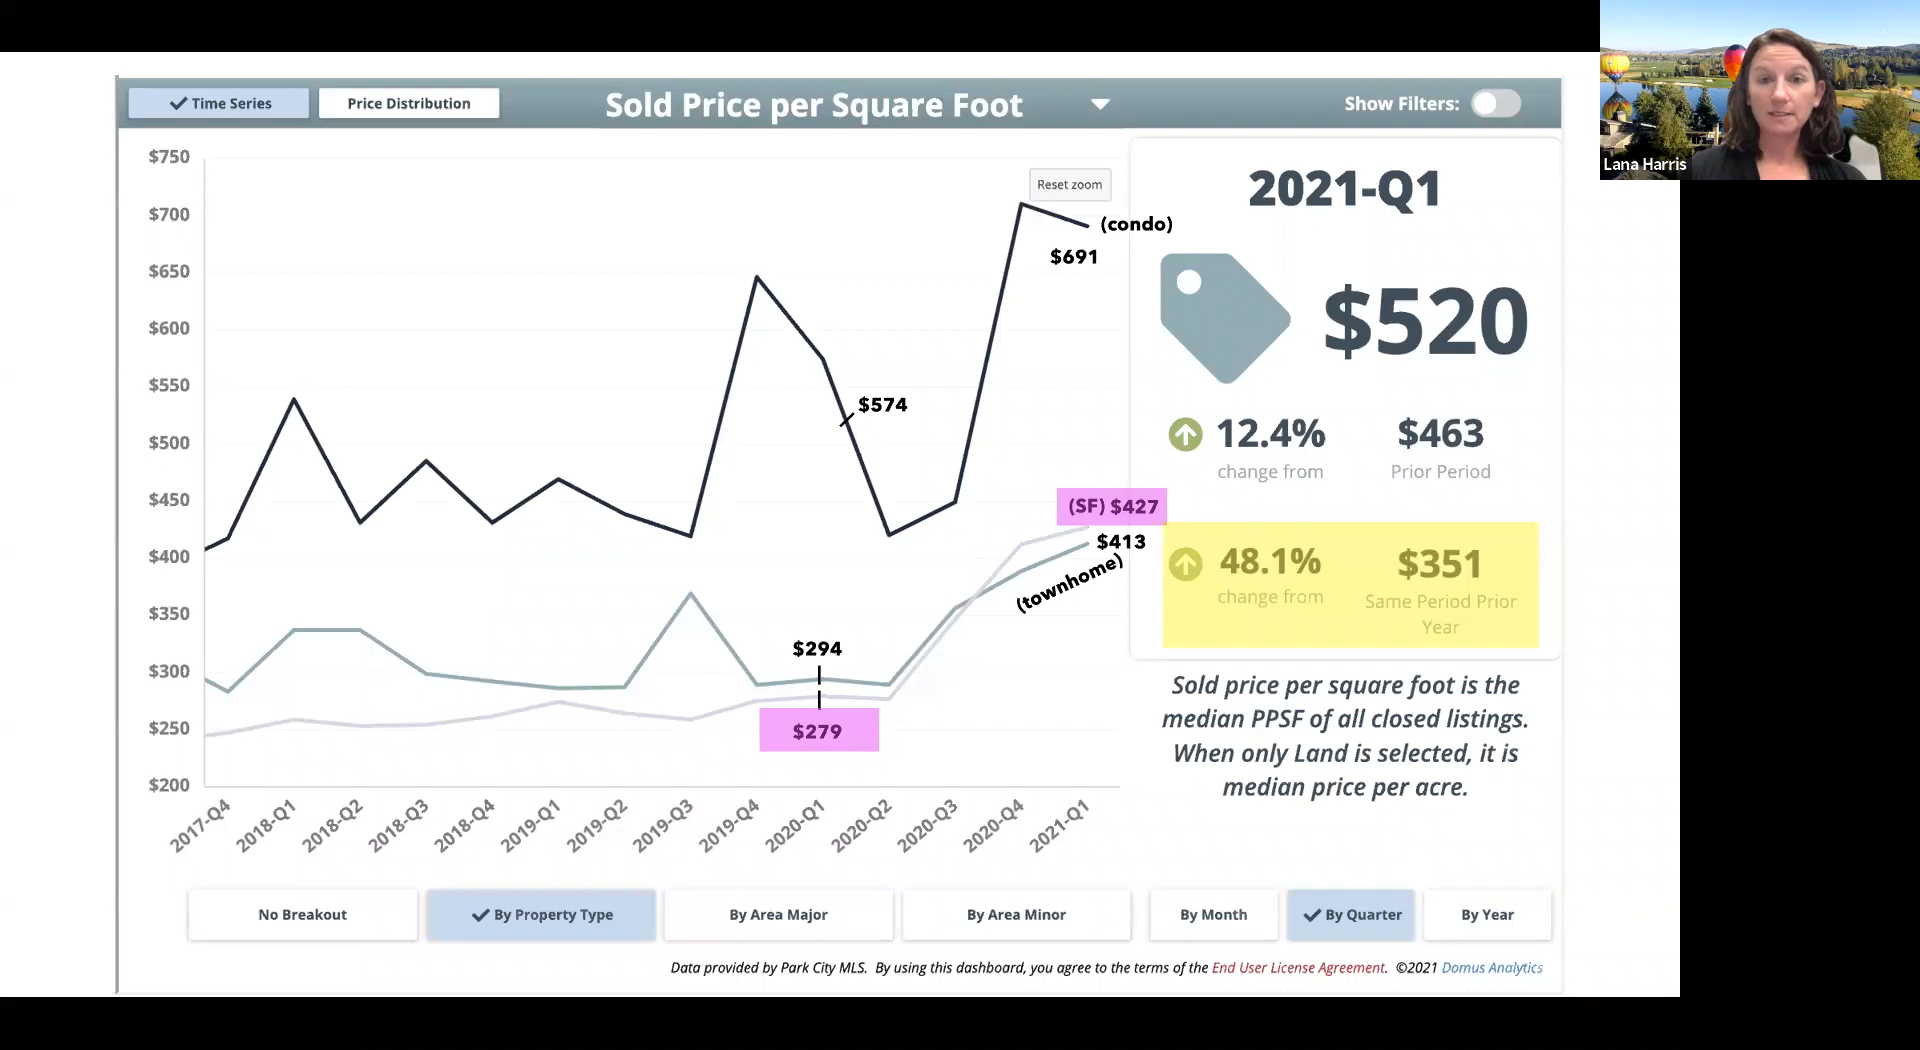 Time Series
Price Distribution
Sold Price per Square Foot
Show Filters:
Lana Harris
$750
$700
$650
$600
$550
$500
$450
$400
$350
$300
$250
$200
Reset zoom
(condo)
$691
$574
(SF) $427
$413
(townhome)
$294
$279
2017-Q4
2018-Q1
2018-Q2
2018-Q3
2018-Q4
2019-Q1
2019-Q2
2019-Q3
2019-Q4
2020-Q1
2020-Q2
2020-Q3
2020-Q4
2021-Q1
2021-Q1
$520
12.4%
change from
$463
Prior Period
48.1%
change from
$351
Same Period Prior
Year
Sold price per square foot is the
median PPSF of all closed listings.
When only Land is selected, it is
median price per acre.
No Breakout
By Property Type
By Area Major
By Area Minor
By Month
By Quarter
By Year
Data provided by Park City MLS. By using this dashboard, you agree to the terms of the End User License Agreement. ©2021 Domus Analytics